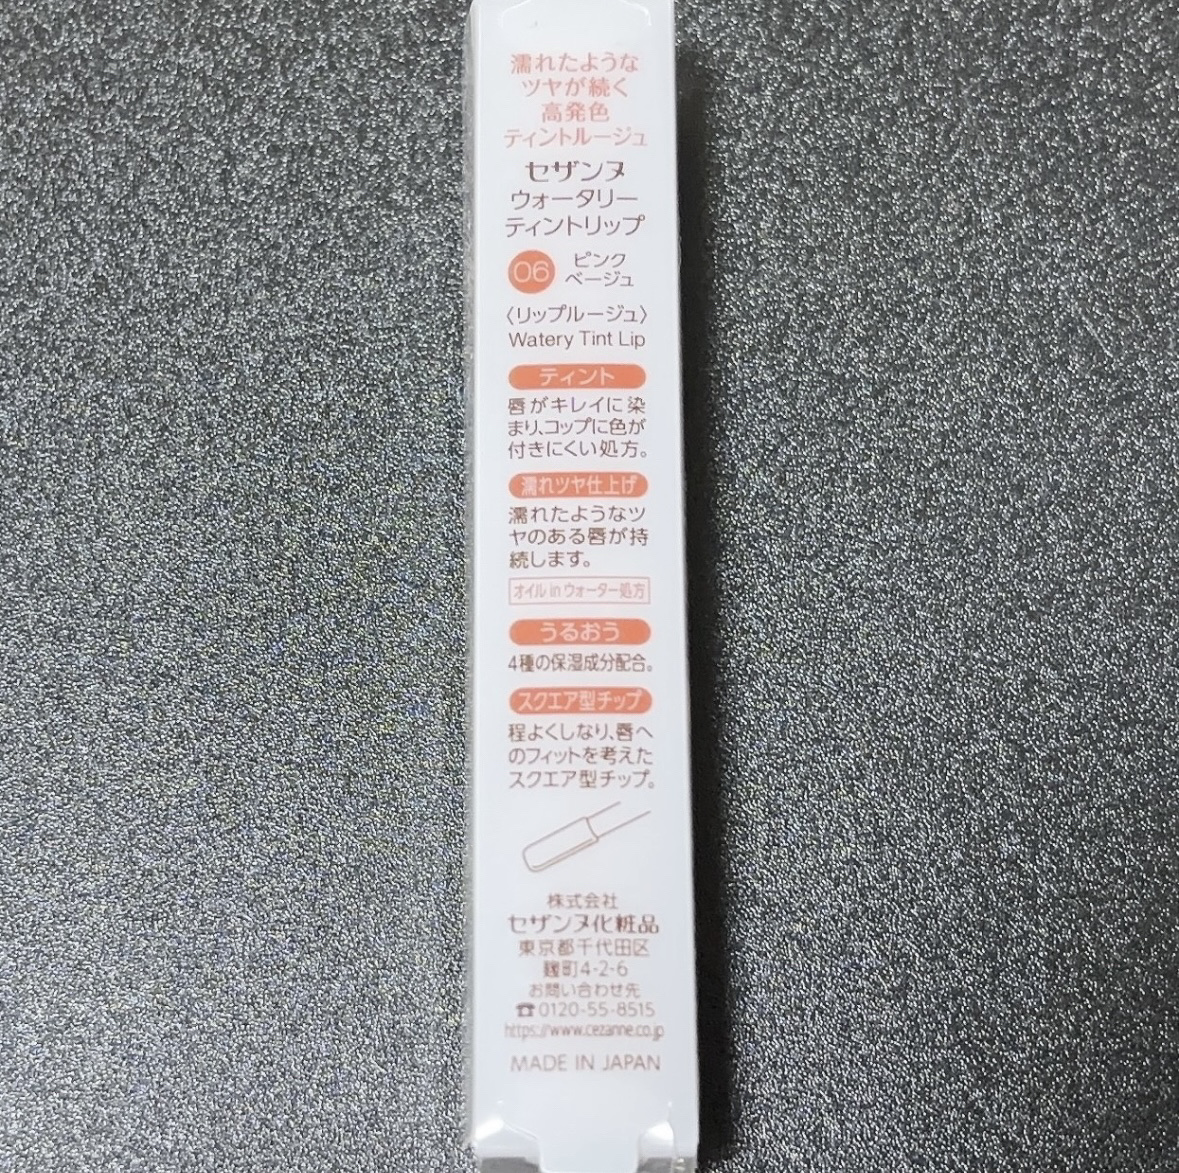 濡れたような
ツヤが続く
高発色
ティントルージュ
セザンヌ
ウォータリー
ティントリップ
06 ピンク
ベージュ
〈リップルージュ〉
Watery Tint Lip
ティント
唇がキレイに染
まり、コップに色が
付きにくい処方。
濡れツヤ仕上げ
濡れたようなツ
ヤのある唇が持
続します。
オイル in ウォーター処方
うるおう
4種の保湿成分配合。
スクエア型チップ
程よくしなり、唇へ
のフィットを考えた
スクエア型チップ。
株式会社
セザンヌ化粧品
東京都千代田区
麹町4-2-6
お問い合わせ先
☎0120-55-8515
https://www.cezanne.co.jp
MADE IN JAPAN